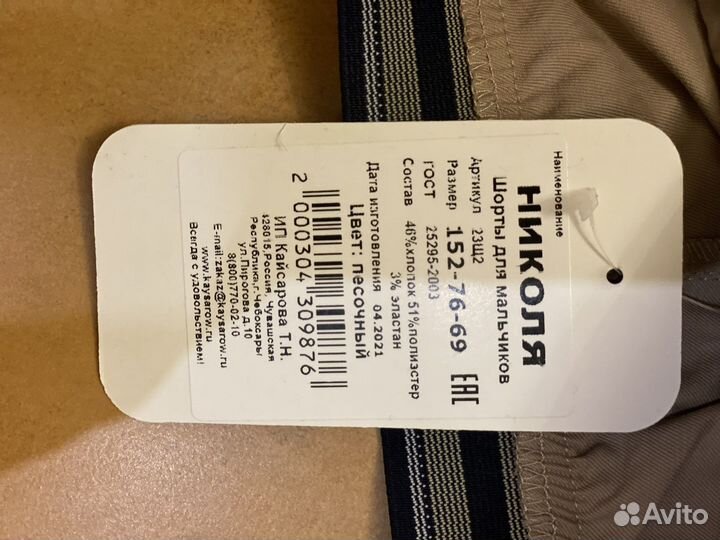 Наименование
НИКОЛЯ
Шорты для мальчиков
Артикул 23Щ2
Размер 152-76-69
ГОСТ 25295-2003
EAC
Состав 46%хлопок 51%полиэстер
3% эластан
Дата изготовления 04.2021
Цвет: песочный
2 000304 309876
ИП Кайсарова Т.Н.
428015,Россия, Чувашская
Республика,г.Чебоксары
ул.Пирогова д.10
8(800)770-02-10
E-mail:zakaz@kaysarow.ru
www.kaysarow.ru
Всегда с удовольствием!
Avito